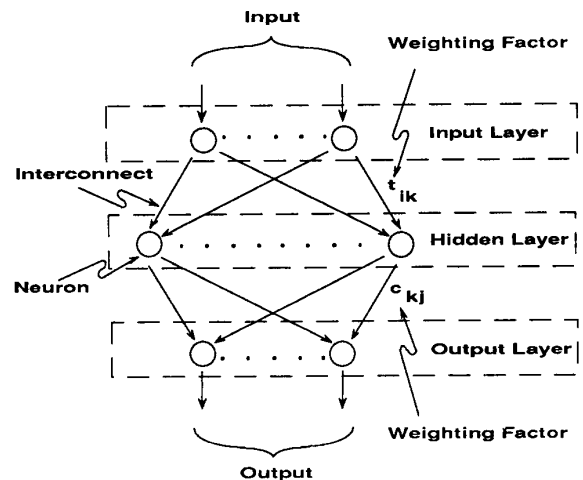 Input
Weighting Factor
Input Layer
Interconnect
t ik
Hidden Layer
Neuron
c kj
Output Layer
Weighting Factor
Output